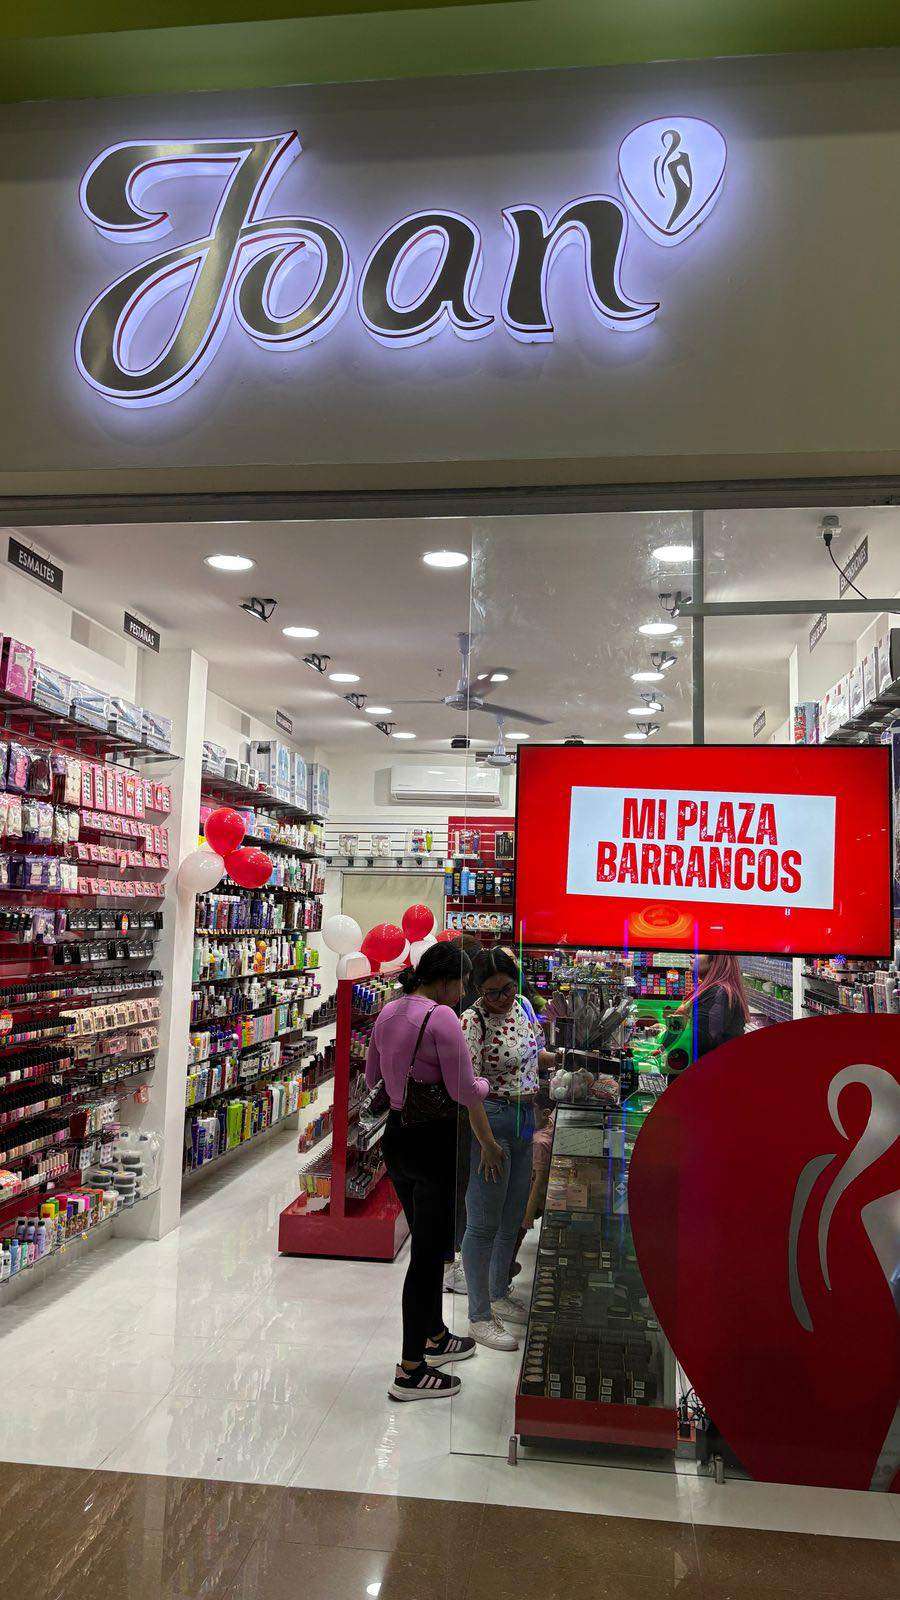 Joan
ESMALTES
PESTAÑAS
MI PLAZA
BARRANCOS